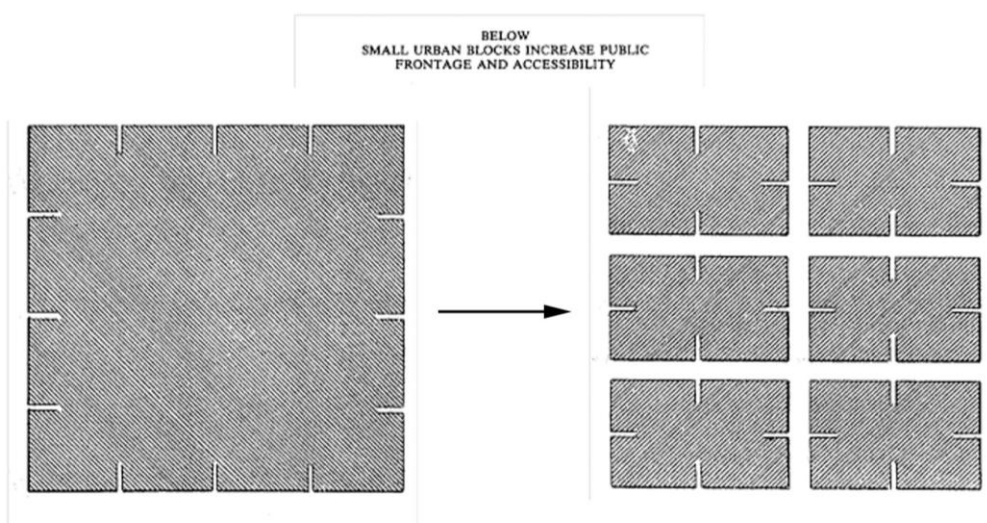 BELOW
SMALL URBAN BLOCKS INCREASE PUBLIC
FRONTAGE AND ACCESSIBILITY